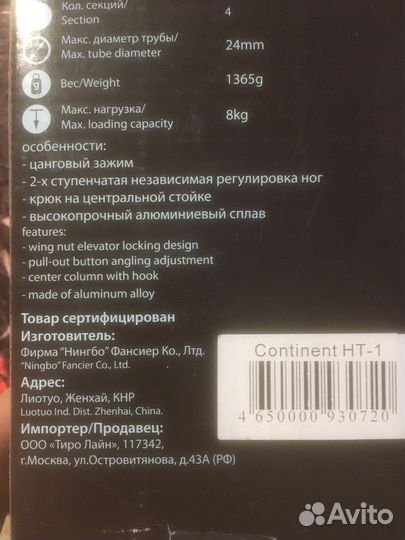 Кол. секций/
Section
4
Макс. диаметр трубы/
Max. tube diameter
24mm
g
Вес/Weight
1365g
Макс. нагрузка/
Max. loading capacity
8kg
особенности:
- цанговый зажим
- 2-х ступенчатая независимая регулировка ног
- крюк на центральной стойке
- высокопрочный алюминиевый сплав
features:
- wing nut elevator locking design
- pull-out button angling adjustment
- center column with hook
- made of aluminum alloy
Товар сертифицирован
Изготовитель:
Фирма "Нингбо" Фансиер Ко., Лтд.
"Ningbo" Fancier Co., Ltd.
Адрес:
Лиотуо, Женхай, КНР
Luotuo Ind. Dist. Zhenhai, China.
Импортер/Продавец:
ООО «Тиро Лайн», 117342,
г.Москва, ул.Островитянова, д.43А (РФ)
Continent HT-1
4 650000 930720
Avito